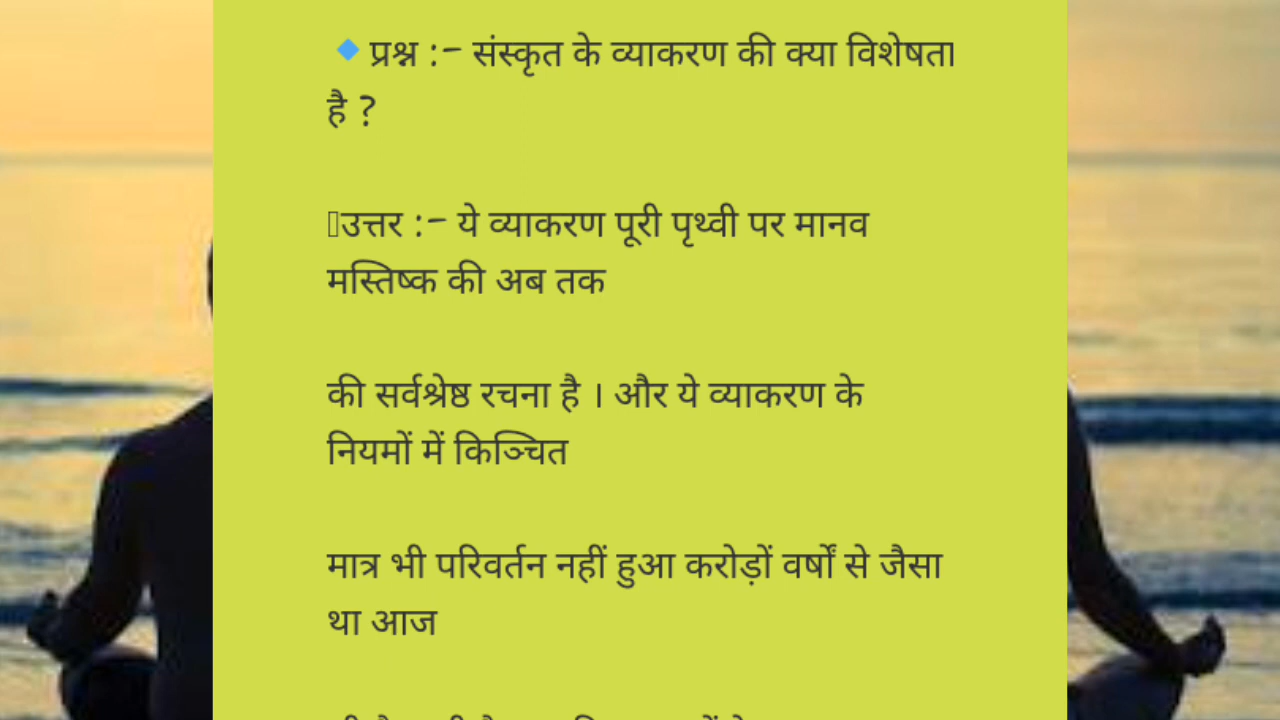 🔹प्रश्न :- संस्कृत के व्याकरण की क्या विशेषता
है ?
उत्तर :- ये व्याकरण पूरी पृथ्वी पर मानव
मस्तिष्क की अब तक
की सर्वश्रेष्ठ रचना है । और ये व्याकरण के
नियमों में किञ्चित
मात्र भी परिवर्तन नहीं हुआ करोड़ों वर्षों से जैसा
था आज